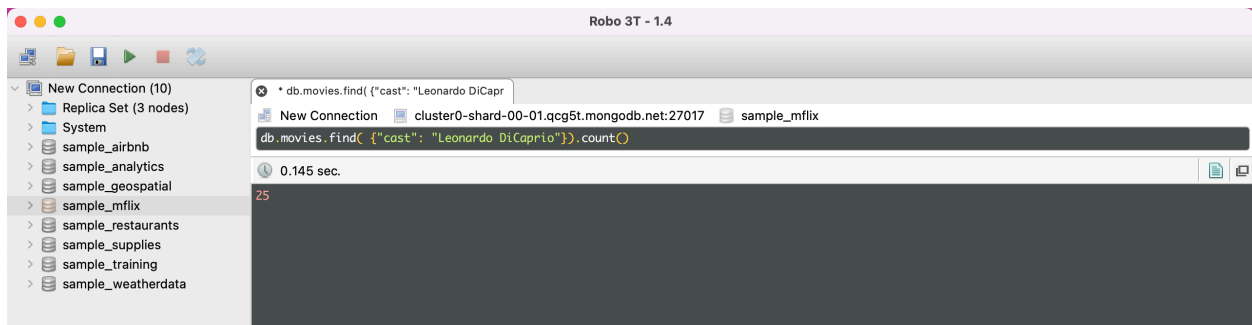 Robo 3T - 1.4
New Connection (10)
Replica Set (3 nodes)
System
sample_airbnb
sample_analytics
sample_geospatial
sample_mflix
sample_restaurants
sample_supplies
sample_training
sample_weatherdata
* db.movies.find( {"cast": "Leonardo DiCapr
New Connection cluster0-shard-00-01.qcg5t.mongodb.net:27017 sample_mflix
db.movies.find( {"cast": "Leonardo DiCaprio"}).count()
0.145 sec.
25